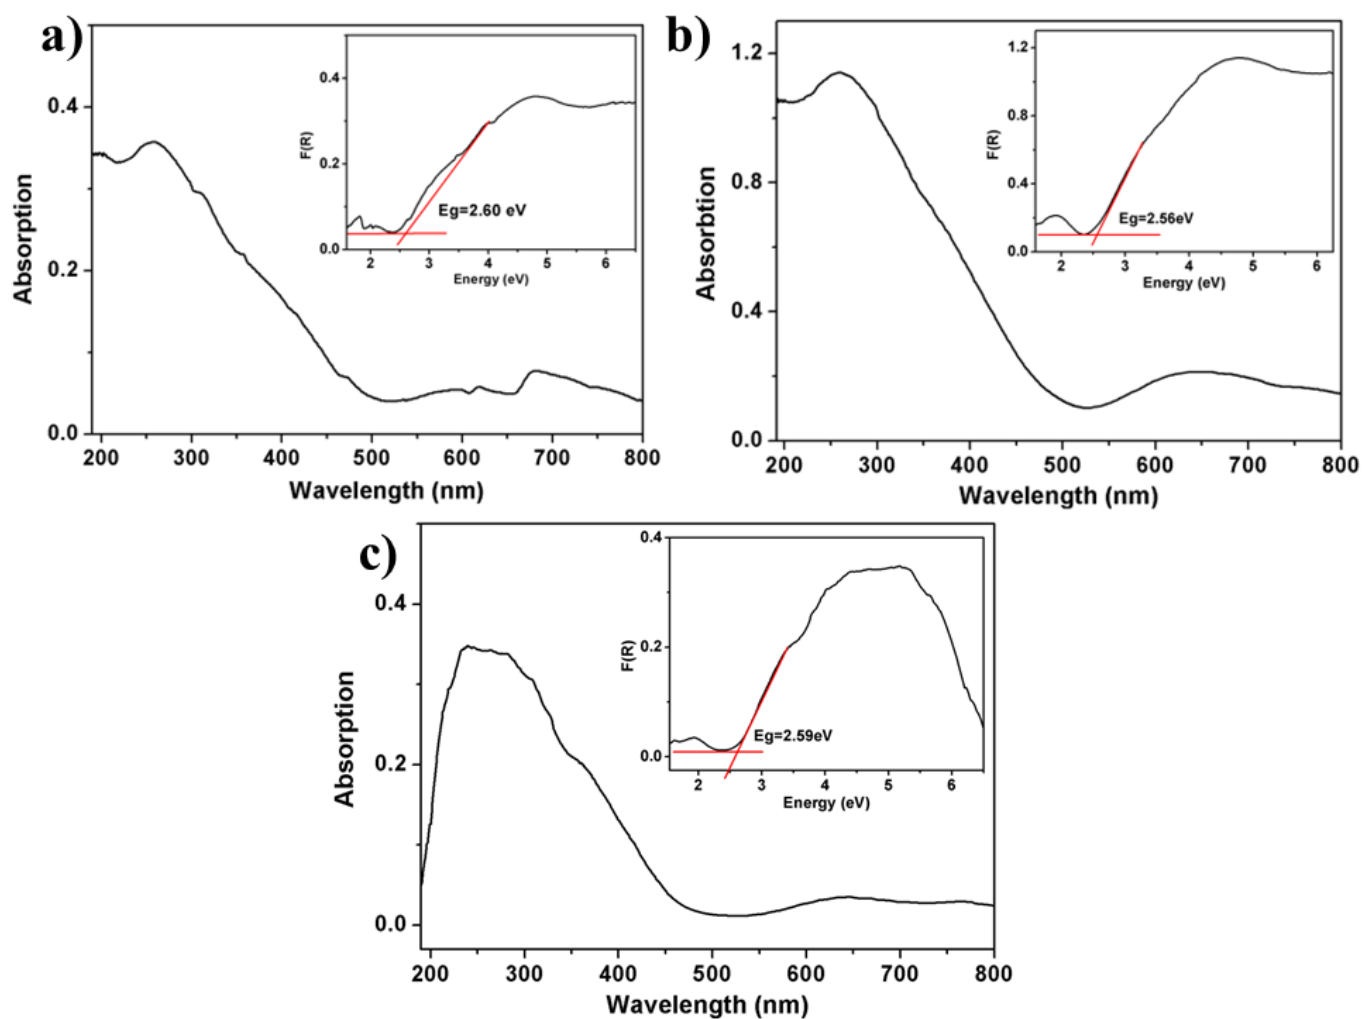 a)
Absorption
0.4
0.2
0.0
200 300 400 500 600 700 800
Wavelength (nm)
F(R)
0.4
0.2
0.0
Eg=2.60 eV
2 3 4 5 6
Energy (eV)
b)
Absorbtion
1.2
0.8
0.4
0.0
200 300 400 500 600 700 800
Wavelength (nm)
F(R)
1.2
0.8
0.4
0.0
Eg=2.56eV
2 3 4 5 6
Energy (eV)
c)
Absorption
0.4
0.2
0.0
200 300 400 500 600 700 800
Wavelength (nm)
F(R)
0.4
0.2
0.0
Eg=2.59eV
2 3 4 5 6
Energy (eV)